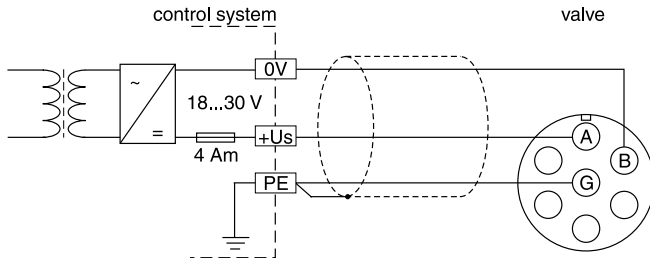 control system
valve
0V
~
18...30 V
=
+Us
4 Am
A
B
PE
G